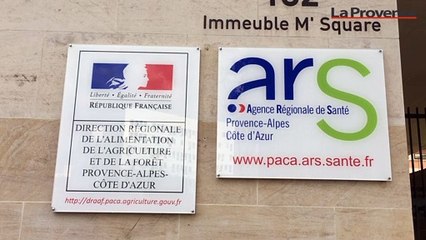 132
Immeuble M' Square
La Provence
Liberté • Égalité • Fraternité
RÉPUBLIQUE FRANÇAISE
DIRECTION RÉGIONALE
DE L'ALIMENTATION
DE L'AGRICULTURE
ET DE LA FORÊT
PROVENCE-ALPES-
CÔTE D'AZUR
http://draaf.paca.agriculture.gouv.fr
ars
Agence Régionale de Santé
Provence-Alpes
Côte d'Azur
www.paca.ars.sante.fr